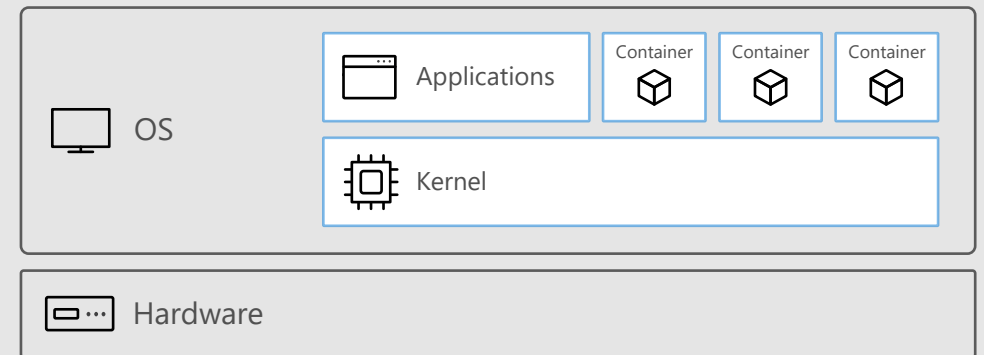 Container
Container
Container
Applications
OS
Kernel
Hardware